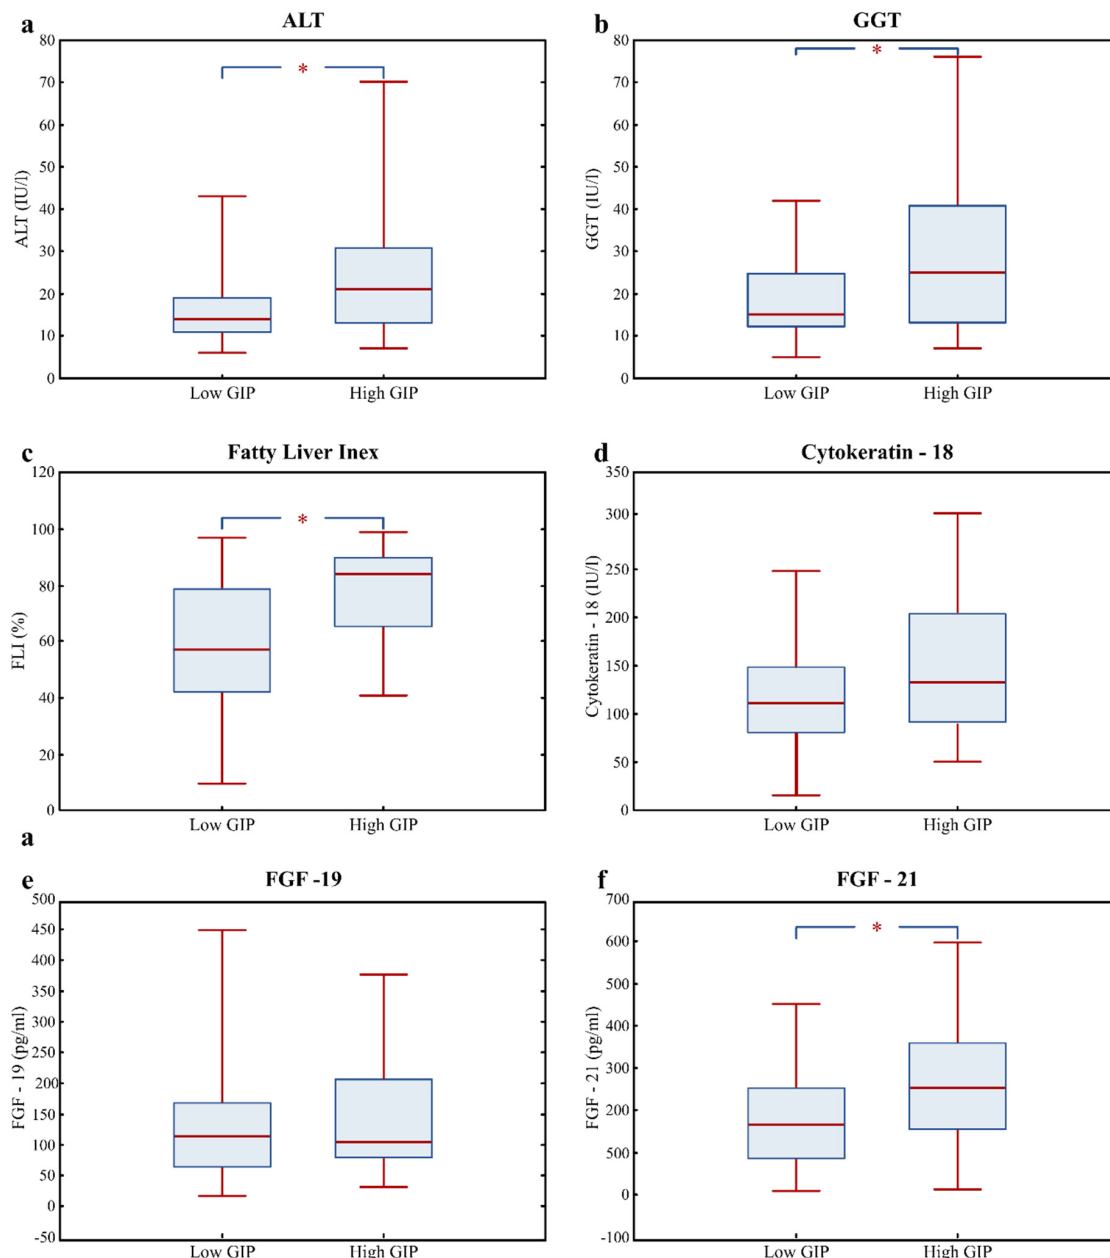 a
ALT
80
70
60
50
40
30
20
10
0
ALT (IU/l)
*
Low GIP
High GIP
b
GGT
80
70
60
50
40
30
20
10
0
GGT (IU/l)
*
Low GIP
High GIP
c
Fatty Liver Inex
120
100
80
60
40
20
0
FLI (%)
*
Low GIP
High GIP
d
Cytokeratin - 18
350
300
250
200
150
100
50
0
Cytokeratin - 18 (IU/l)
Low GIP
High GIP
a
e
FGF -19
500
450
400
350
300
250
200
150
100
50
0
-50
FGF - 19 (pg/ml)
Low GIP
High GIP
f
FGF - 21
700
600
500
400
300
200
500
0
-100
FGF - 21 (pg/ml)
*
Low GIP
High GIP